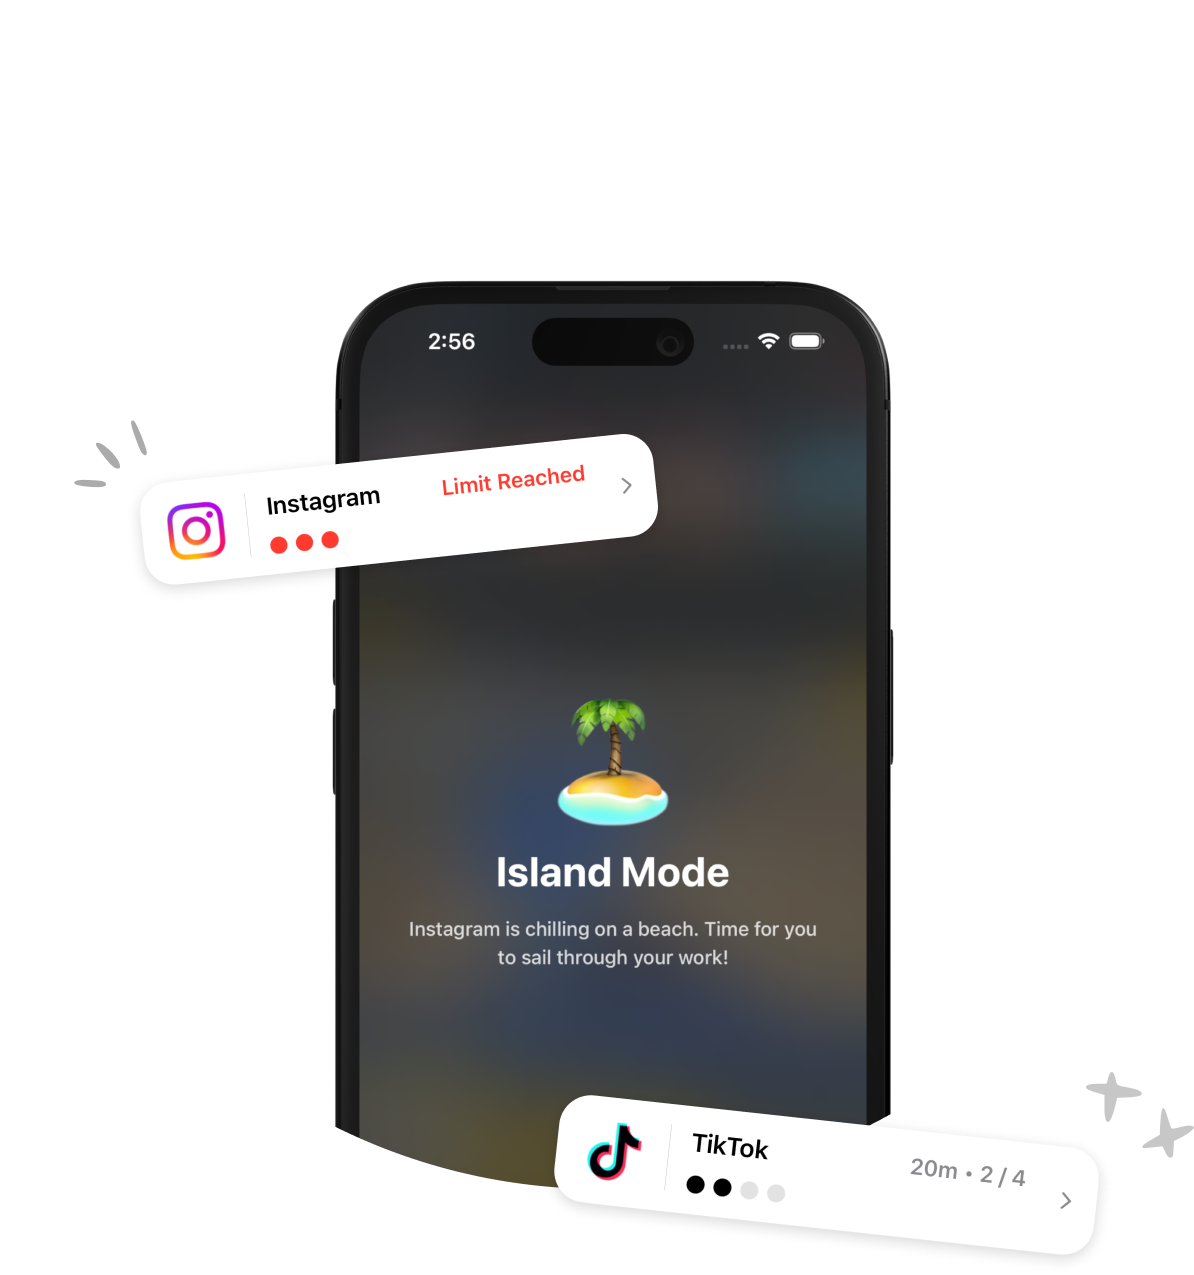 2:56
Instagram
Limit Reached
Island Mode
Instagram is chilling on a beach. Time for you
to sail through your work!
TikTok
20m • 2 / 4